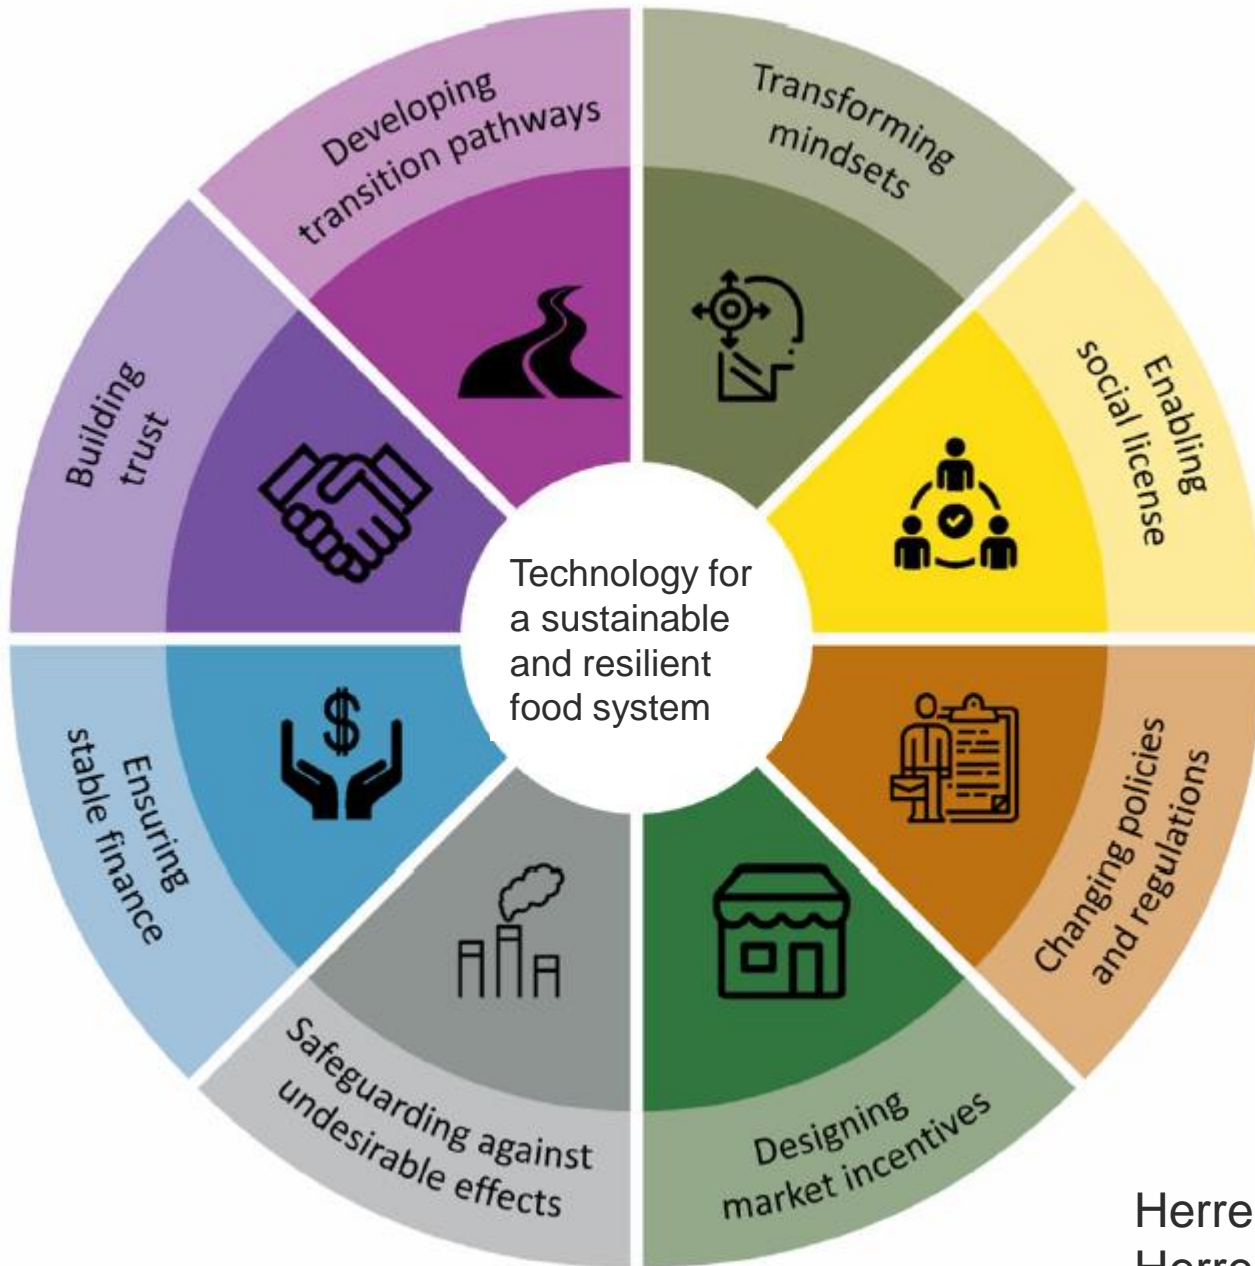 Developing
transition pathways
Transforming
mindsets
Enabling
social license
Changing policies
and regulations
Designing
market incentives
Safeguarding against
undesirable effects
Ensuring
stable finance
Building
trust
Technology for
a sustainable
and resilient
food system
Herre